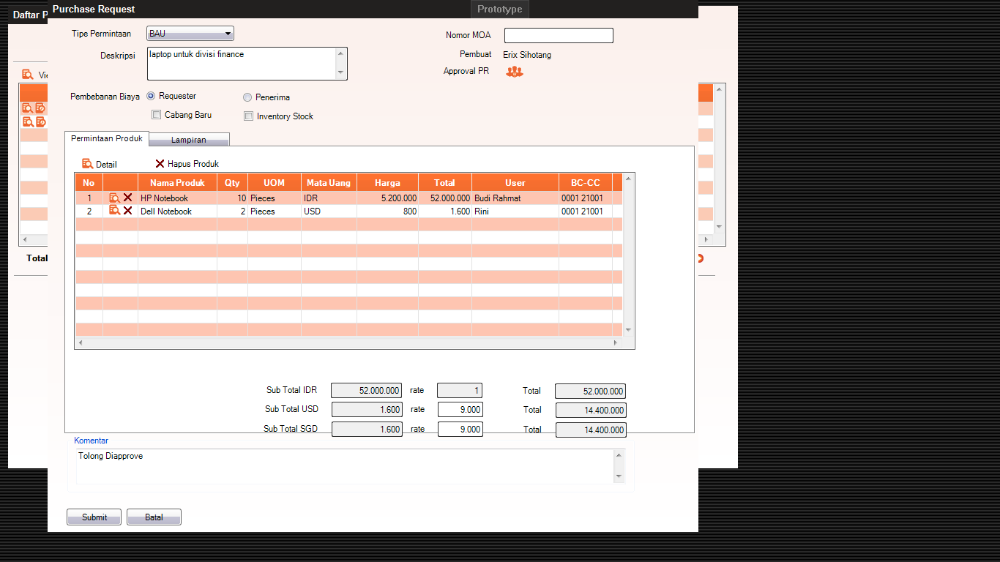 Daftar P
Purchase Request
Prototype
Tipe Permintaan BAU
Nomor MOA
Deskripsi laptop untuk divisi finance
Pembuat Erix Sihotang
Approval PR
Vie
Pembebanan Biaya Requester Penerima
Cabang Baru Inventory Stock
Permintaan Produk Lampiran
Detail Hapus Produk
No Nama Produk Qty UOM Mata Uang Harga Total User BC-CC
1 HP Notebook 10 Pieces IDR 5.200.000 52.000.000 Budi Rahmat 0001 21001
2 Dell Notebook 2 Pieces USD 800 1.600 Rini 0001 21001
Total
Sub Total IDR 52.000.000 rate 1 Total 52.000.000
Sub Total USD 1.600 rate 9.000 Total 14.400.000
Sub Total SGD 1.600 rate 9.000 Total 14.400.000
Komentar
Tolong Diapprove
Submit Batal